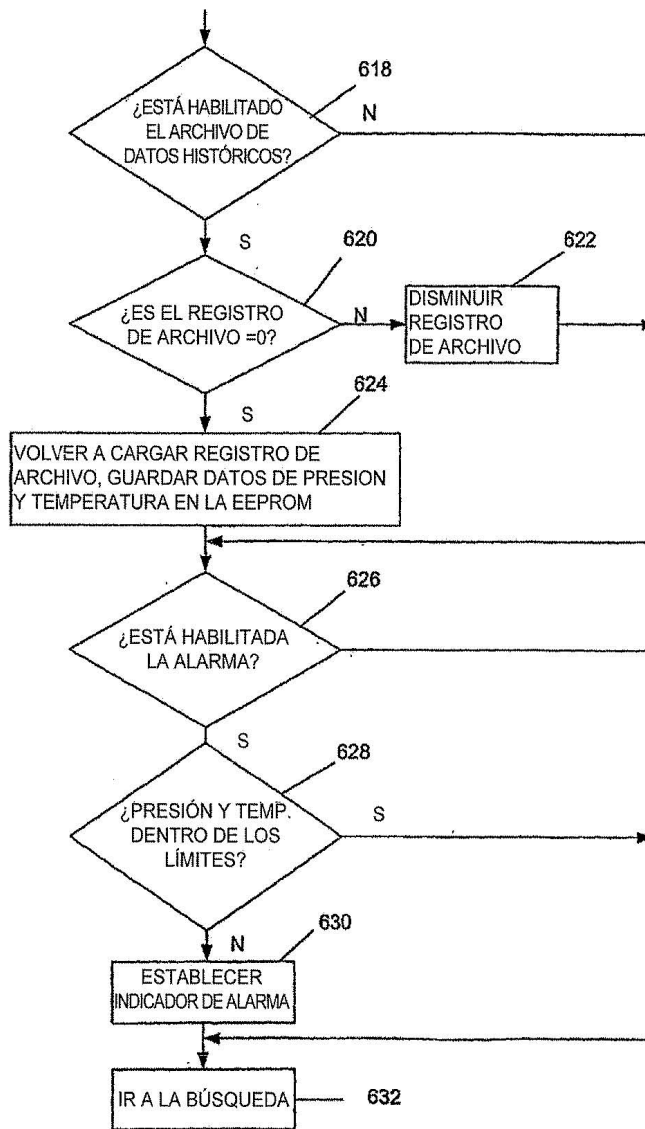 618
¿ESTÁ HABILITADO
EL ARCHIVO DE
DATOS HISTÓRICOS?
N
S
620
¿ES EL REGISTRO
DE ARCHIVO =0?
N
622
DISMINUIR
REGISTRO
DE ARCHIVO
S
624
VOLVER A CARGAR REGISTRO DE
ARCHIVO, GUARDAR DATOS DE PRESION
Y TEMPERATURA EN LA EEPROM
626
¿ESTÁ HABILITADA
LA ALARMA?
S
628
¿PRESIÓN Y TEMP.
DENTRO DE LOS
LÍMITES?
S
N
630
ESTABLECER
INDICADOR DE ALARMA
IR A LA BÚSQUEDA
632